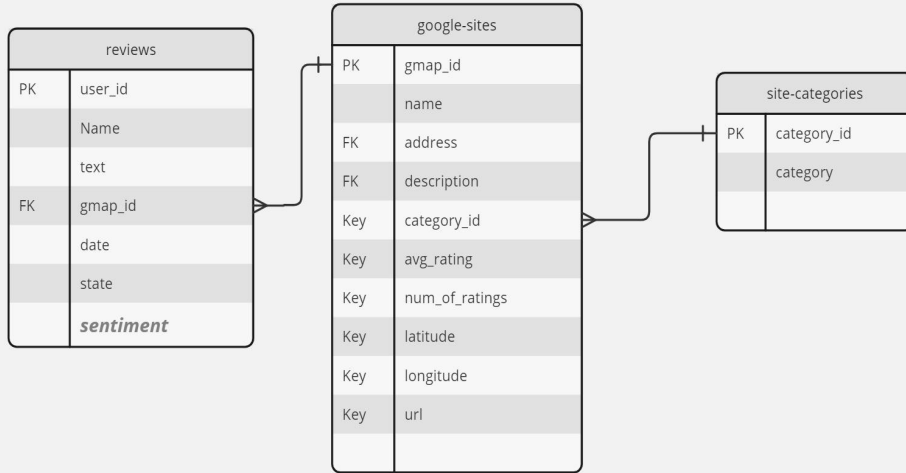 reviews
PK user_id
Name
text
FK gmap_id
date
state
sentiment
google-sites
PK gmap_id
name
FK address
FK description
Key category_id
Key avg_rating
Key num_of_ratings
Key latitude
Key longitude
Key url
site-categories
PK category_id
category